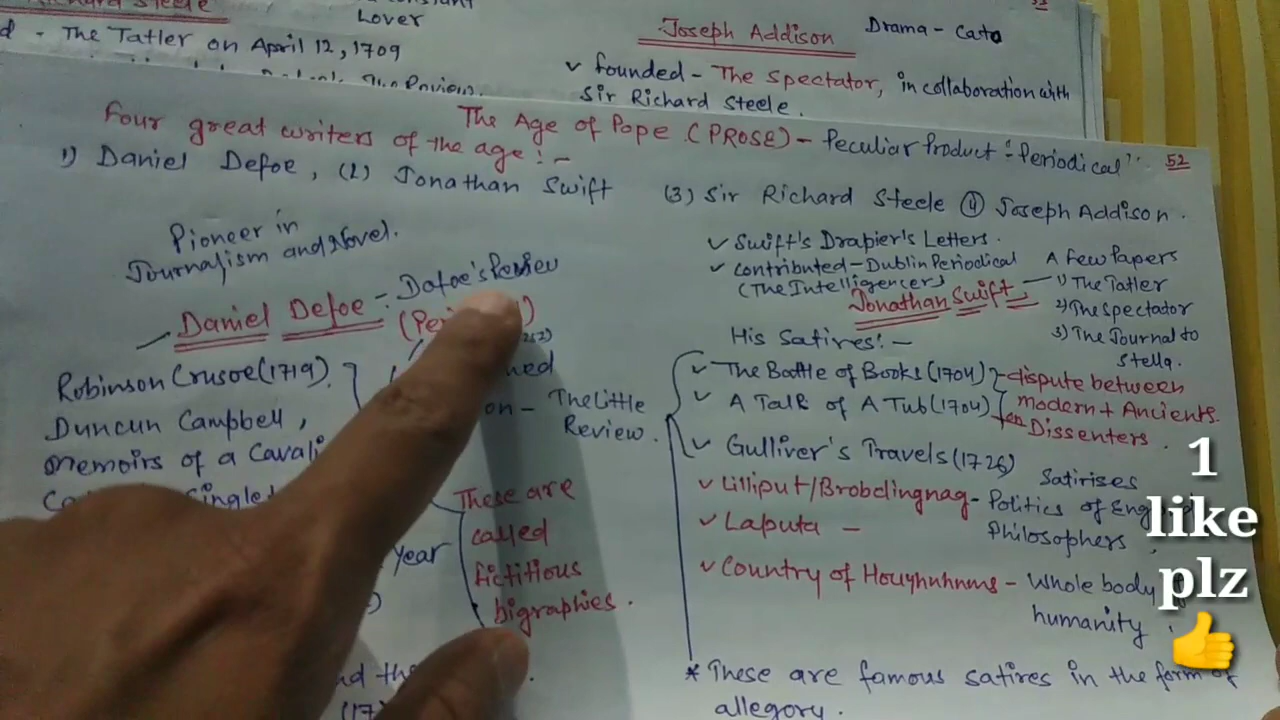 Lover
The Tatler on April 12, 1709
Joseph Addison Drama - Cato
✓ founded - The Spectator, in collaboration with
Sir Richard Steele.
The Age of Pope (PROSE) - Peculiar Product "Periodical" 52
Four great writers of the age :-
1) Daniel Defoe, (2) Jonathan Swift
(3) Sir Richard Steele (4) Joseph Addison.
Pioneer in
Journalism and Novel.
Daniel Defoe - Dafoe's Review
Robinson Crusoe (1719)
Duncun Campbell,
Memoirs of a
on - The Little
Review.
year
These are
called
fictitious
bigraphies.
✓ Swift's Drapier's Letters.
✓ contributed - Dublin Periodical
(The Intelligencer)
A Few Papers
1) The Tatler
2) The Spectator
3) The Journal to
Stella.
Jonathan Swift
His Satires :-
✓ The Battle of Books (1704)
✓ A Tale of A Tub (1704)
dispute between
Modern + Ancients.
Dissenters.
✓ Gulliver's Travels (1726)
Satirises
✓ Lilliput/Brobdingnag - Politics of
✓ Laputa - Philosophers,
✓ Country of Houyhnhnms - Whole body
humanity.
* These are famous satires in the form of
allegory.
1
like
plz
👍